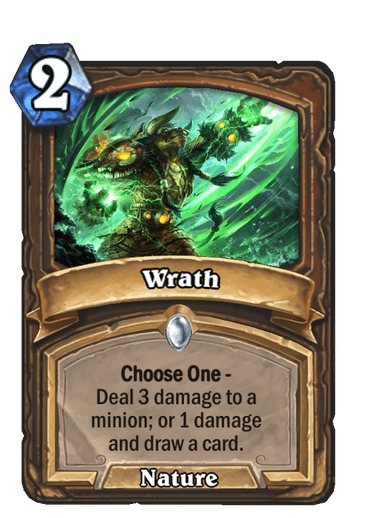 2
Wrath
Choose One -
Deal 3 damage to a
minion; or 1 damage
and draw a card.
Nature